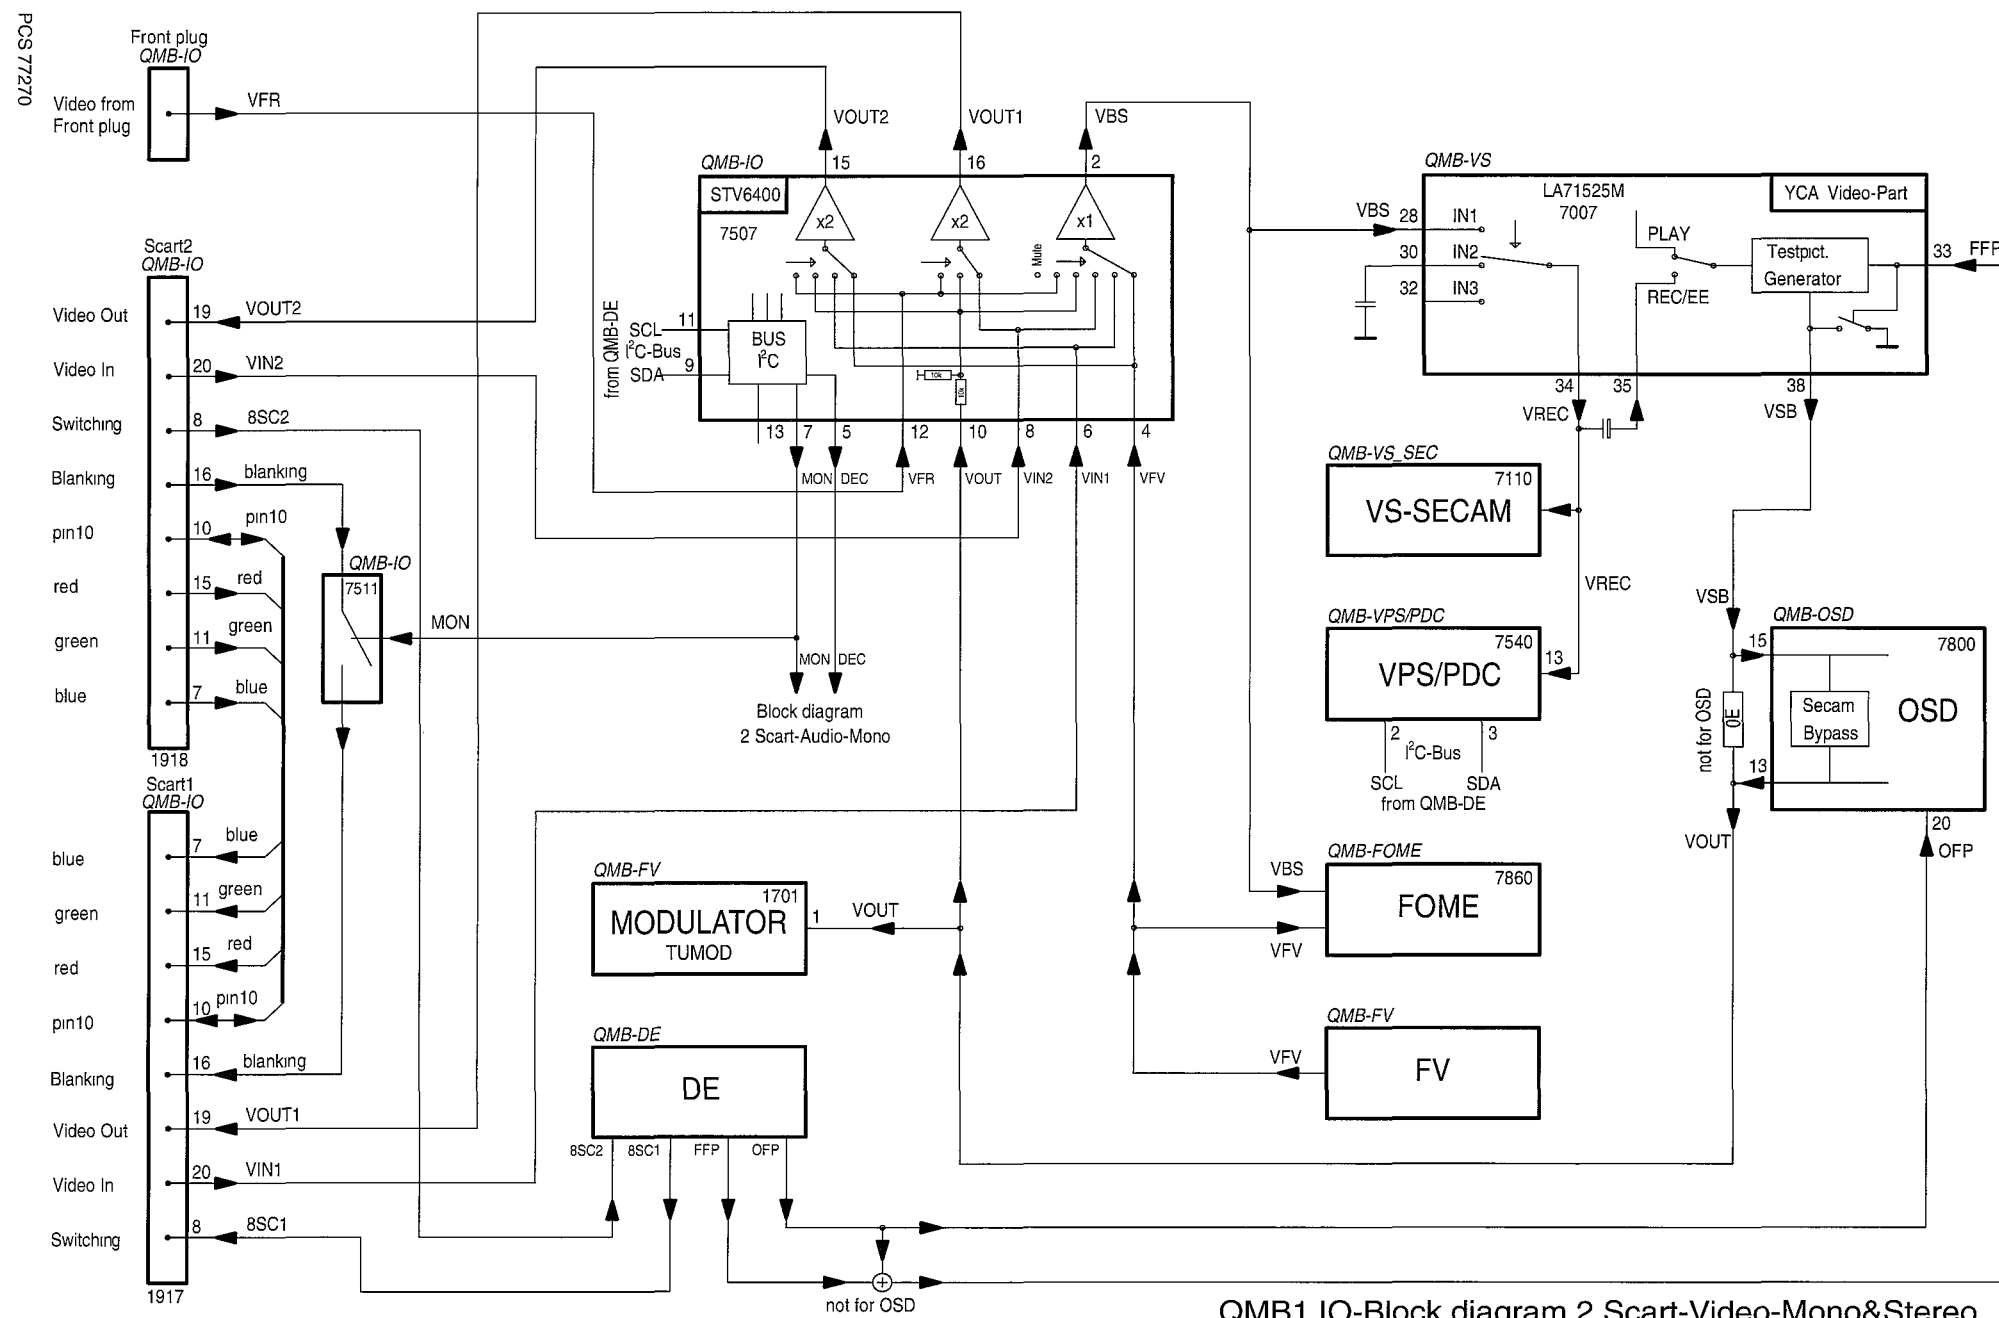 PCS 77270
Front plug
QMB-IO
Video from
Front plug
VFR
Scart2
QMB-IO
Video Out
19
VOUT2
Video In
20
VIN2
Switching
8
8SC2
Blanking
16
blanking
pin10
10
pin10
red
15
red
green
11
green
blue
7
blue
1918
QMB-IO
7511
MON
Scart1
QMB-IO
blue
7
blue
green
11
green
red
15
red
pin10
10
pin10
Blanking
16
blanking
Video Out
19
VOUT1
Video In
20
VIN1
Switching
8
8SC1
1917
VOUT2
VOUT1
VBS
QMB-IO
15
16
2
STV6400
7507
x2
x2
x1
Mute
from QMB-DE
SCL
11
I²C-Bus
SDA
9
BUS
I²C
10k
10k
13
7
5
12
10
8
6
4
MON
DEC
VFR
VOUT
VIN2
VIN1
VFV
MON
DEC
Block diagram
2 Scart-Audio-Mono
QMB-FV
1701
MODULATOR
TUMOD
1
VOUT
QMB-DE
DE
8SC2
8SC1
FFP
OFP
not for OSD
QMB-VS
LA71525M
7007
YCA Video-Part
VBS
28
IN1
30
IN2
32
IN3
PLAY
REC/EE
Testpict.
Generator
33
FFP
34
35
38
VREC
VSB
QMB-VS_SEC
7110
VS-SECAM
VREC
QMB-VPS/PDC
7540
VPS/PDC
13
2
3
I²C-Bus
SCL
SDA
from QMB-DE
VSB
QMB-OSD
15
7800
not for OSD
0E
Secam
Bypass
OSD
13
20
VOUT
OFP
QMB-FOME
VBS
7860
FOME
VFV
QMB-FV
VFV
FV
QMB1 IO-Block diagram 2 Scart-Video-Mono&Stereo